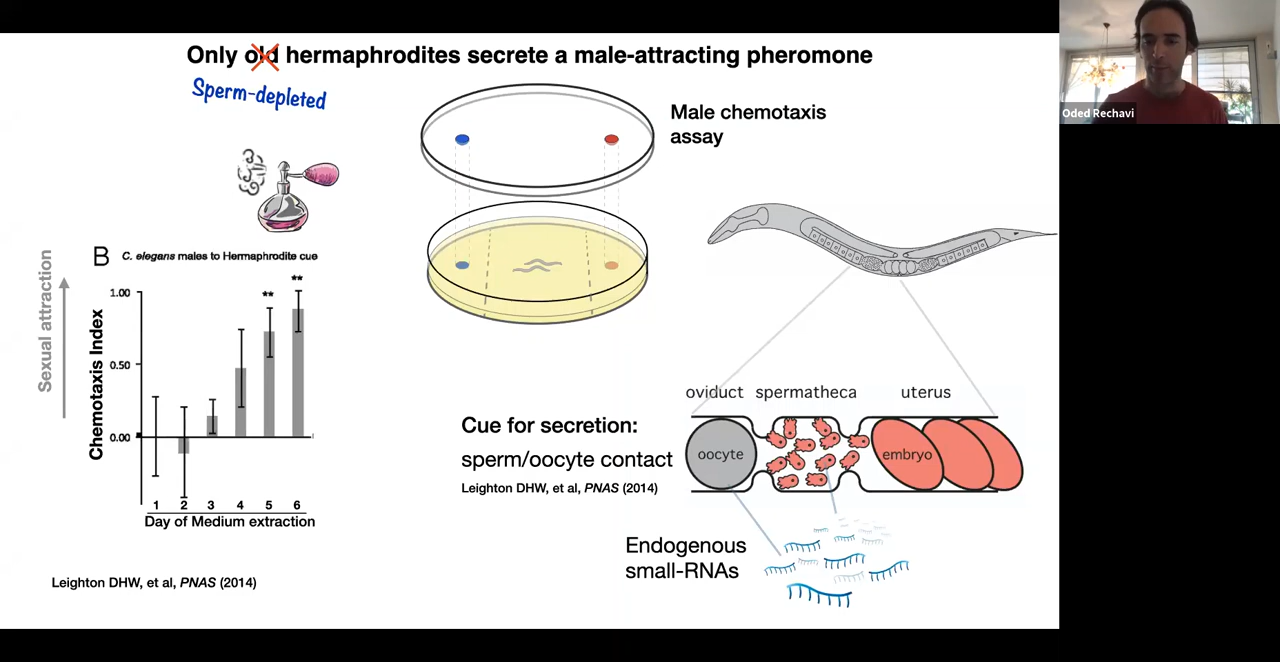 Only old hermaphrodites secrete a male-attracting pheromone
Sperm-depleted
Male chemotaxis
assay
Oded Rechavi
B
C. elegans males to Hermaphrodite cue
Sexual attraction
Chemotaxis Index
1.00
0.50
0.00
**
**
1 2 3 4 5 6
Day of Medium extraction
Leighton DHW, et al, PNAS (2014)
Cue for secretion:
sperm/oocyte contact
Leighton DHW, et al, PNAS (2014)
oviduct spermatheca uterus
oocyte
embryo
Endogenous
small-RNAs